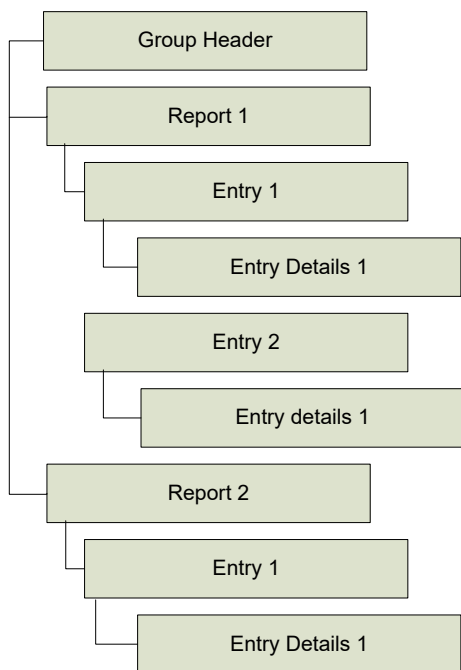 Group Header
Report 1
Entry 1
Entry Details 1
Entry 2
Entry details 1
Report 2
Entry 1
Entry Details 1